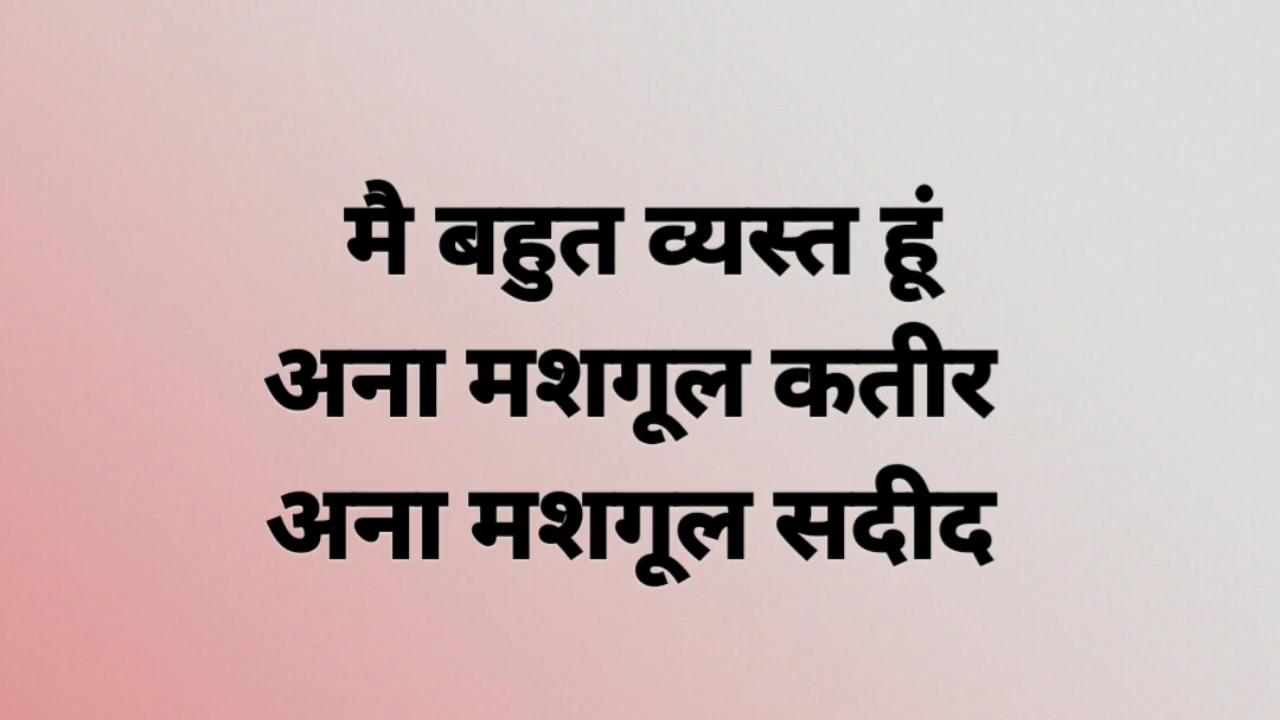 मै बहुत व्यस्त हूं
अना मशगूल कतीर
अना मशगूल सदीद